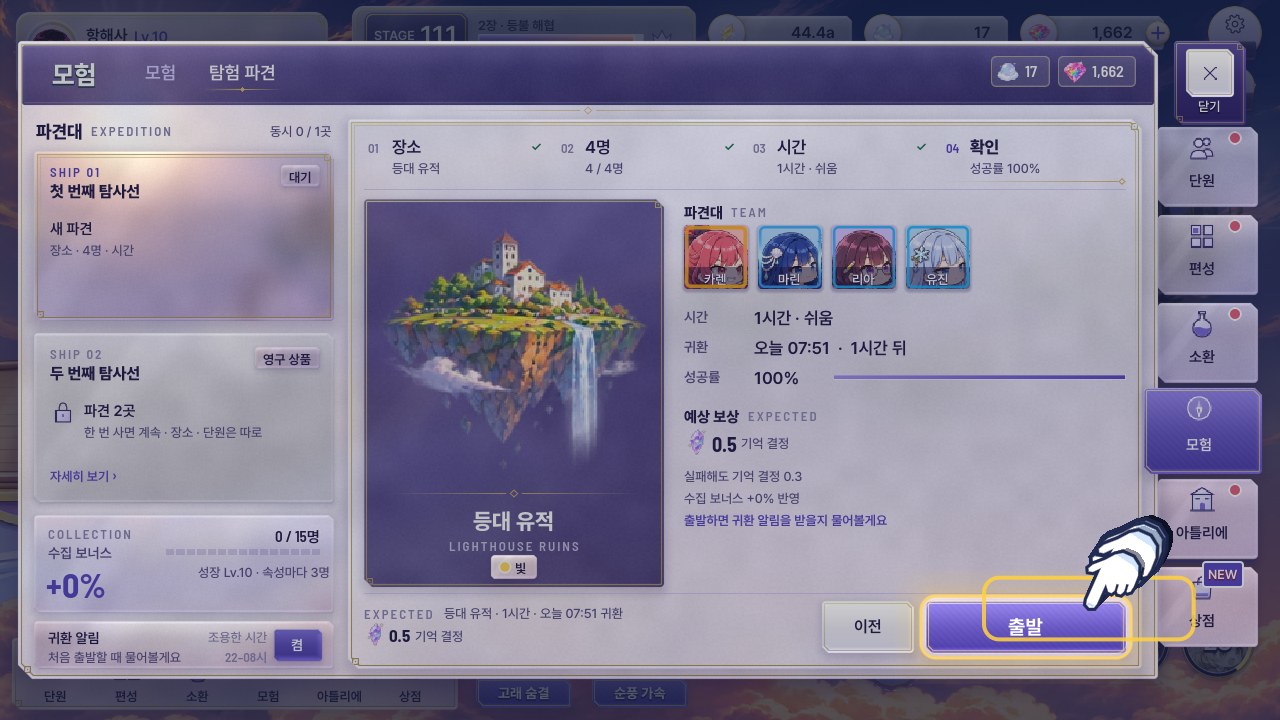 항해사 Lv.10
STAGE 111
2장 · 등불 해협
44.4a
17
1,662
모험
모험
탐험 파견
17
1,662
닫기
파견대 EXPEDITION
동시 0 / 1곳
SHIP 01
첫 번째 탐사선
대기
새 파견
장소 · 4명 · 시간
SHIP 02
두 번째 탐사선
영구 상품
파견 2곳
한 번 사면 계속 · 장소 · 단원은 따로
자세히 보기 ›
COLLECTION
수집 보너스
0 / 15명
+0%
성장 Lv.10 · 속성마다 3명
귀환 알림
처음 출발할 때 물어볼게요
조용한 시간
22-08시
켬
01 장소
등대 유적
02 4명
4 / 4명
03 시간
1시간 · 쉬움
04 확인
성공률 100%
등대 유적
LIGHTHOUSE RUINS
빛
파견대 TEAM
카렌
마린
리아
유진
시간 1시간 · 쉬움
귀환 오늘 07:51 · 1시간 뒤
성공률 100%
예상 보상 EXPECTED
0.5 기억 결정
실패해도 기억 결정 0.3
수집 보너스 +0% 반영
출발하면 귀환 알림을 받을지 물어볼게요
EXPECTED 등대 유적 · 1시간 · 오늘 07:51 귀환
0.5 기억 결정
이전
출발
단원
편성
소환
모험
아틀리에
NEW
상점
단원
편성
소환
모험
아틀리에
상점
고래 숨결
순풍 가속